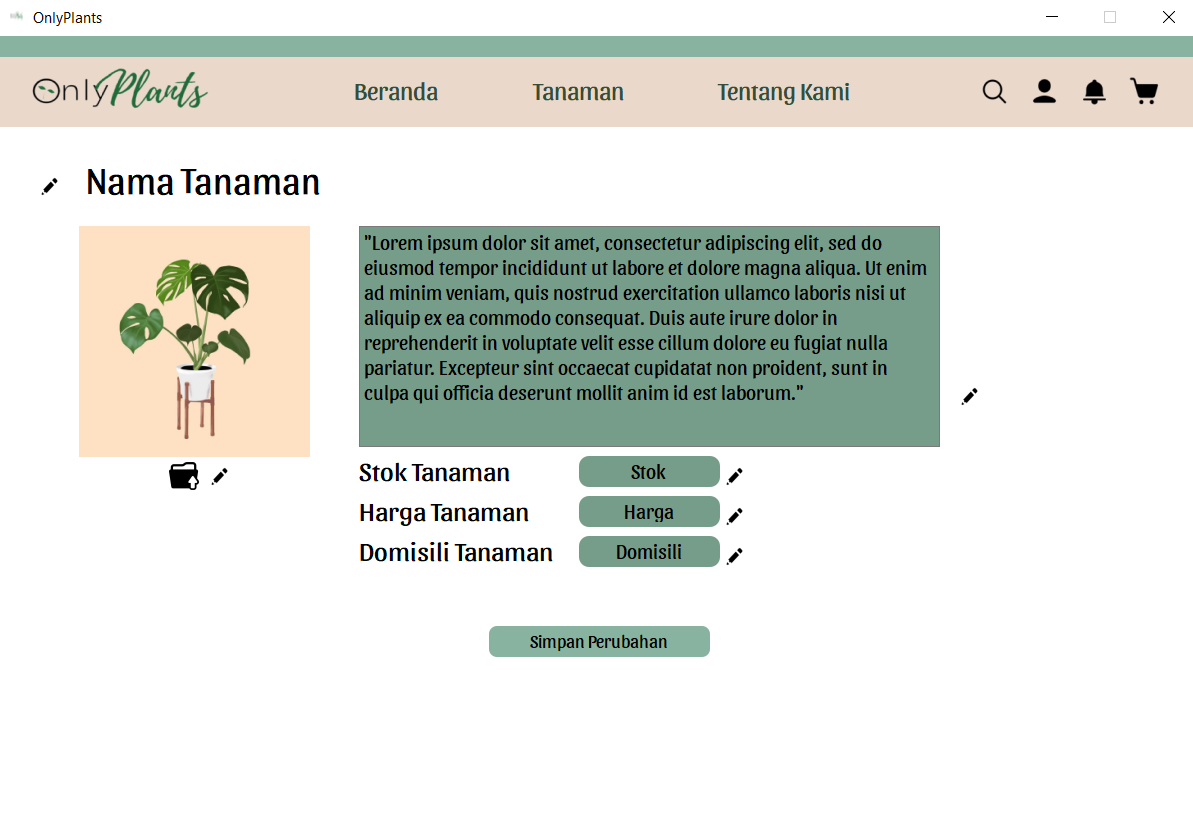 OnlyPlants
OnlyPlants
Beranda
Tanaman
Tentang Kami
Nama Tanaman
"Lorem ipsum dolor sit amet, consectetur adipiscing elit, sed do
eiusmod tempor incididunt ut labore et dolore magna aliqua. Ut enim
ad minim veniam, quis nostrud exercitation ullamco laboris nisi ut
aliquip ex ea commodo consequat. Duis aute irure dolor in
reprehenderit in voluptate velit esse cillum dolore eu fugiat nulla
pariatur. Excepteur sint occaecat cupidatat non proident, sunt in
culpa qui officia deserunt mollit anim id est laborum."
Stok Tanaman
Stok
Harga Tanaman
Harga
Domisili Tanaman
Domisili
Simpan Perubahan